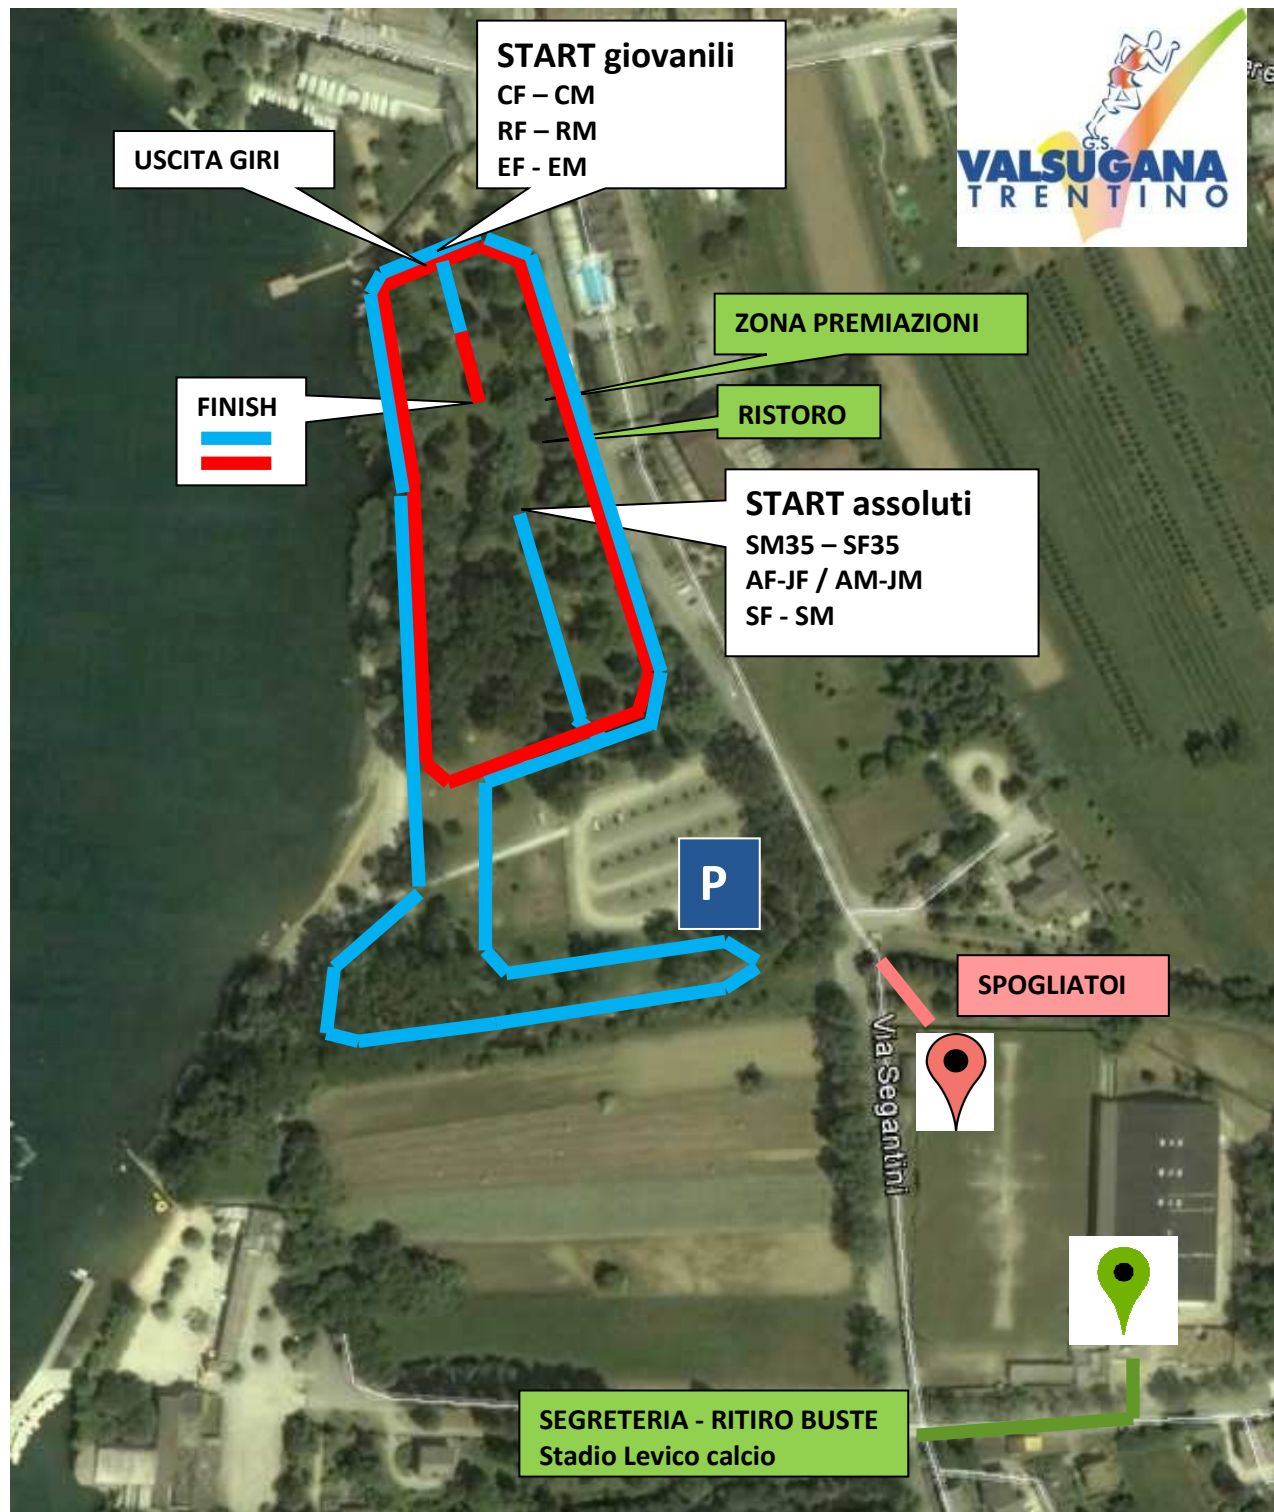 START giovanili
CF – CM
RF – RM
EF - EM
USCITA GIRI
G.S.
VALSUGANA
TRENTINO
ZONA PREMIAZIONI
FINISH
RISTORO
START assoluti
SM35 – SF35
AF-JF / AM-JM
SF - SM
P
SPOGLIATOI
Via Segantini
SEGRETERIA - RITIRO BUSTE
Stadio Levico calcio